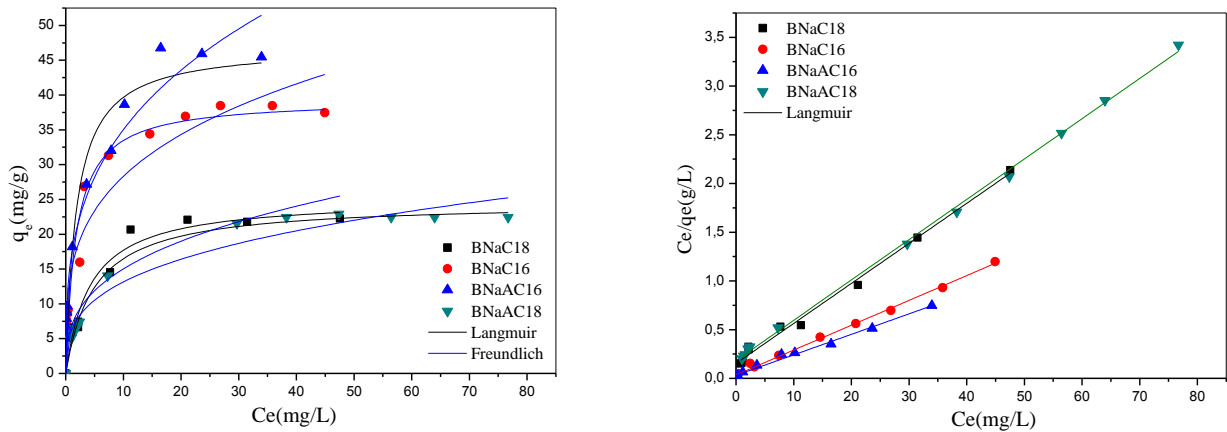 50
45
40
35
30
25
20
15
10
5
0
qe(mg/g)
BNaC18
BNaC16
BNaAC16
BNaAC18
Langmuir
Freundlich
0 10 20 30 40 50 60 70 80
Ce(mg/L)
3,5
3,0
2,5
2,0
1,5
1,0
0,5
0,0
Ce/qe(g/L)
BNaC18
BNaC16
BNaAC16
BNaAC18
Langmuir
0 10 20 30 40 50 60 70 80
Ce(mg/L)